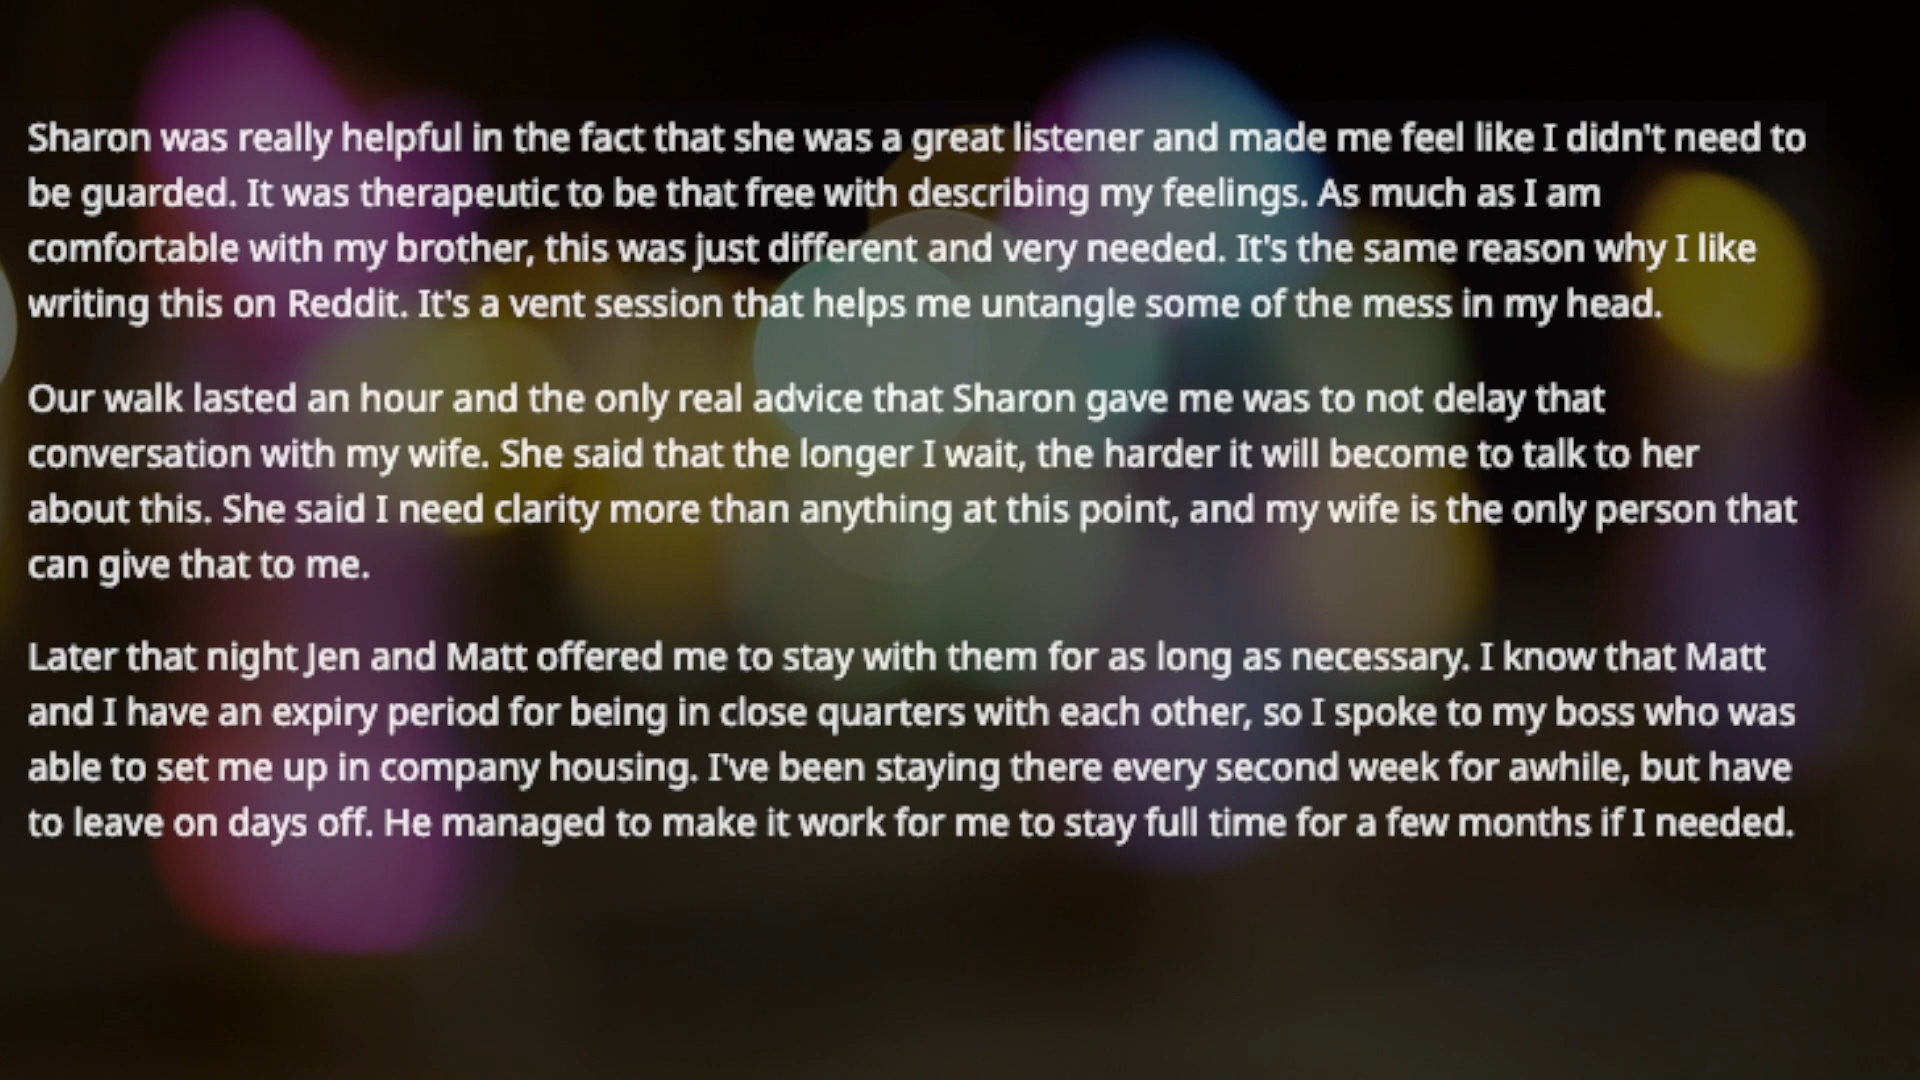 Sharon was really helpful in the fact that she was a great listener and made me feel like I didn't need to
be guarded. It was therapeutic to be that free with describing my feelings. As much as I am
comfortable with my brother, this was just different and very needed. It's the same reason why I like
writing this on Reddit. It's a vent session that helps me untangle some of the mess in my head.
Our walk lasted an hour and the only real advice that Sharon gave me was to not delay that
conversation with my wife. She said that the longer I wait, the harder it will become to talk to her
about this. She said I need clarity more than anything at this point, and my wife is the only person that
can give that to me.
Later that night Jen and Matt offered me to stay with them for as long as necessary. I know that Matt
and I have an expiry period for being in close quarters with each other, so I spoke to my boss who was
able to set me up in company housing. I've been staying there every second week for awhile, but have
to leave on days off. He managed to make it work for me to stay full time for a few months if I needed.